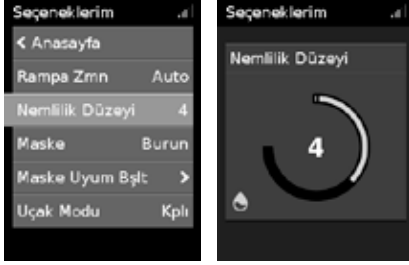 Seçeneklerim
< Anasayfa
Rampa Zmn Auto
Nemlilik Düzeyi 4
Maske Burun
Maske Uyum Bşlt >
Uçak Modu Kplı
Seçeneklerim
Nemlilik Düzeyi
4